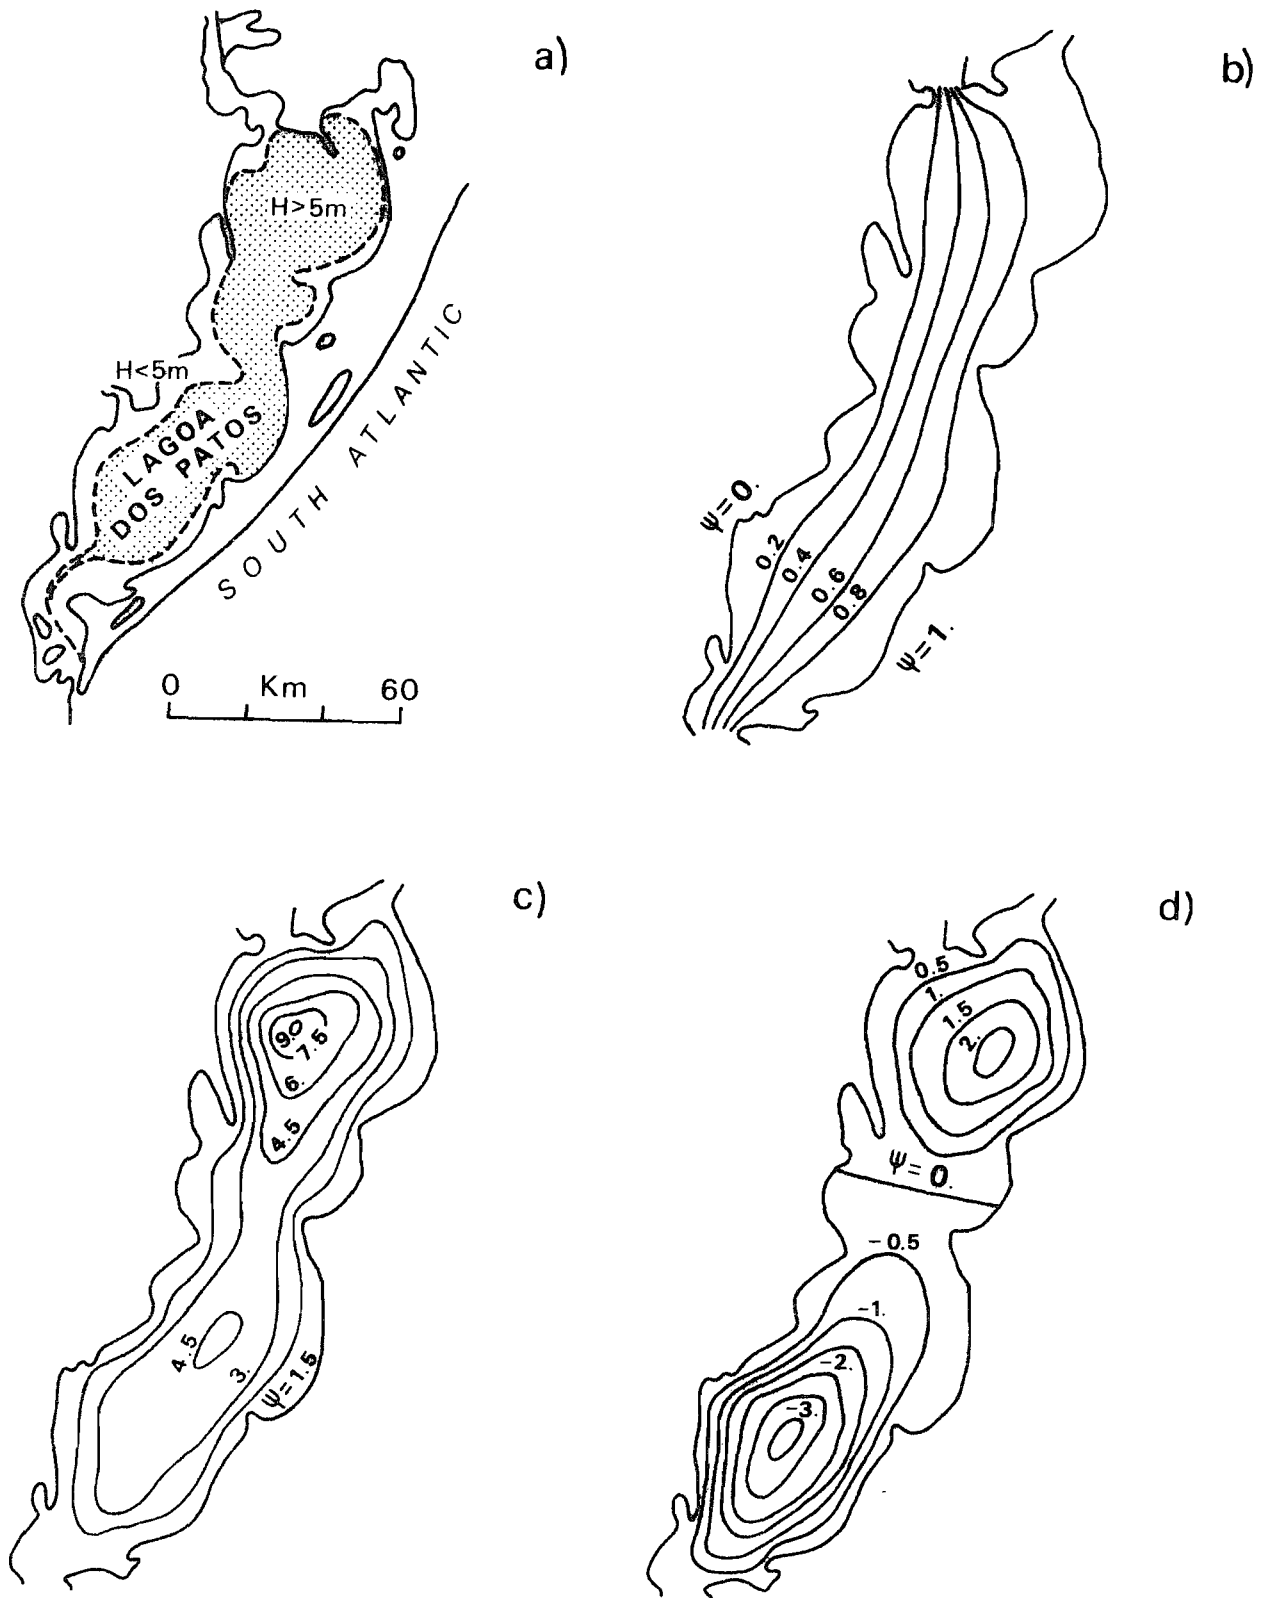 a)
H>5m
H<5m
LAGOA
DOS PATOS
SOUTH ATLANTIC
0 Km 60
b)
ψ=0.
0.2
0.4
0.6
0.8
ψ=1.
c)
9.0
7.5
6.
4.5
4.5
3.
ψ=1.5
d)
0.5
1.
1.5
2.
ψ=0.
-0.5
-1.
-2.
-3.